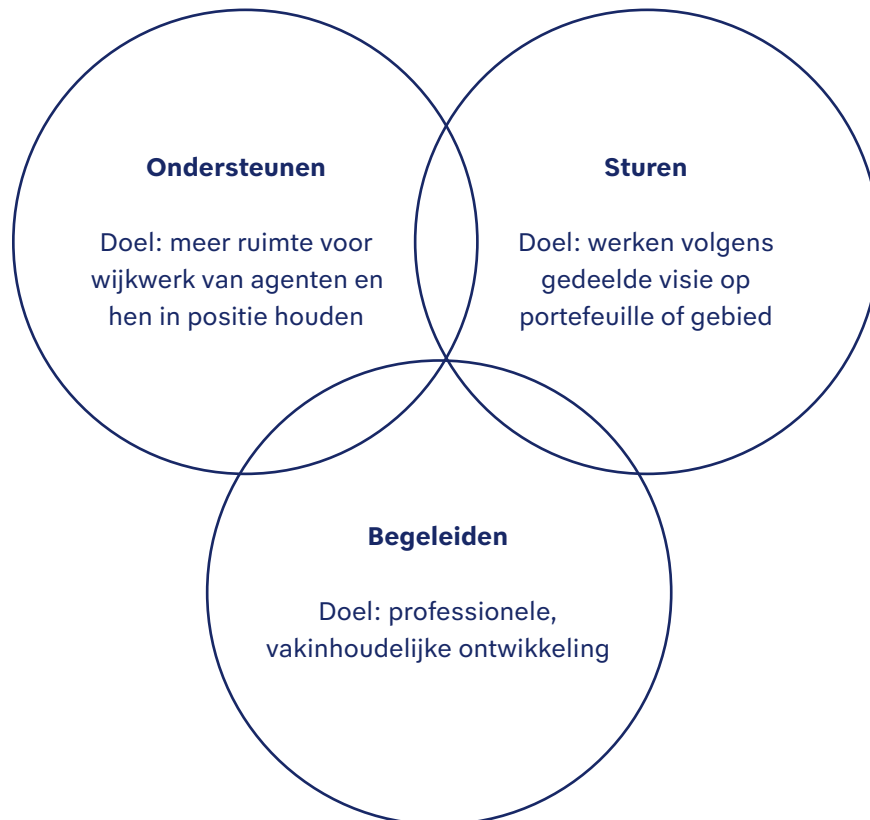 Ondersteunen
Doel: meer ruimte voor
wijkwerk van agenten en
hen in positie houden
Sturen
Doel: werken volgens
gedeelde visie op
portefeuille of gebied
Begeleiden
Doel: professionele,
vakinhoudelijke ontwikkeling